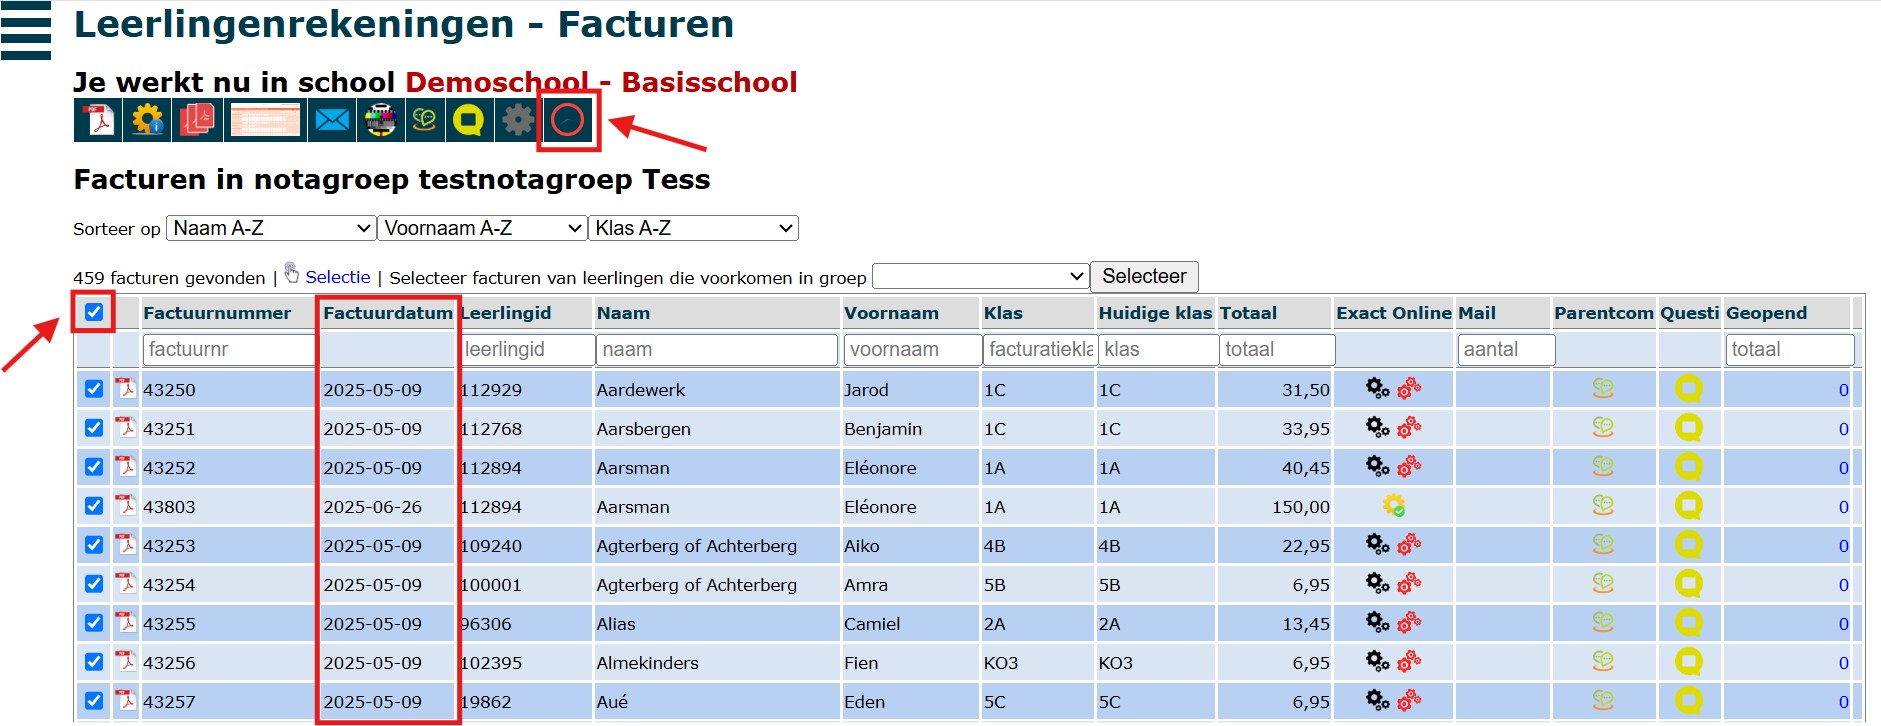 Leerlingenrekeningen - Facturen
Je werkt nu in school Demoschool - Basisschool
Facturen in notagroep testnotagroep Tess
Sorteer op Naam A-Z Voornaam A-Z Klas A-Z
459 facturen gevonden | Selectie | Selecteer facturen van leerlingen die voorkomen in groep Selecteer
Factuurnummer Factuurdatum Leerlingid Naam Voornaam Klas Huidige klas Totaal Exact Online Mail Parentcom Questi Geopend
factuurnr leerlingid naam voornaam facturatiekla klas totaal aantal totaal
43250 2025-05-09 112929 Aardewerk Jarod 1C 1C 31,50 0
43251 2025-05-09 112768 Aarsbergen Benjamin 1C 1C 33,95 0
43252 2025-05-09 112894 Aarsman Eléonore 1A 1A 40,45 0
43803 2025-06-26 112894 Aarsman Eléonore 1A 1A 150,00 0
43253 2025-05-09 109240 Agterberg of Achterberg Aiko 4B 4B 22,95 0
43254 2025-05-09 100001 Agterberg of Achterberg Amra 5B 5B 6,95 0
43255 2025-05-09 96306 Alias Camiel 2A 2A 13,45 0
43256 2025-05-09 102395 Almekinders Fien KO3 KO3 6,95 0
43257 2025-05-09 19862 Aué Eden 5C 5C 6,95 0